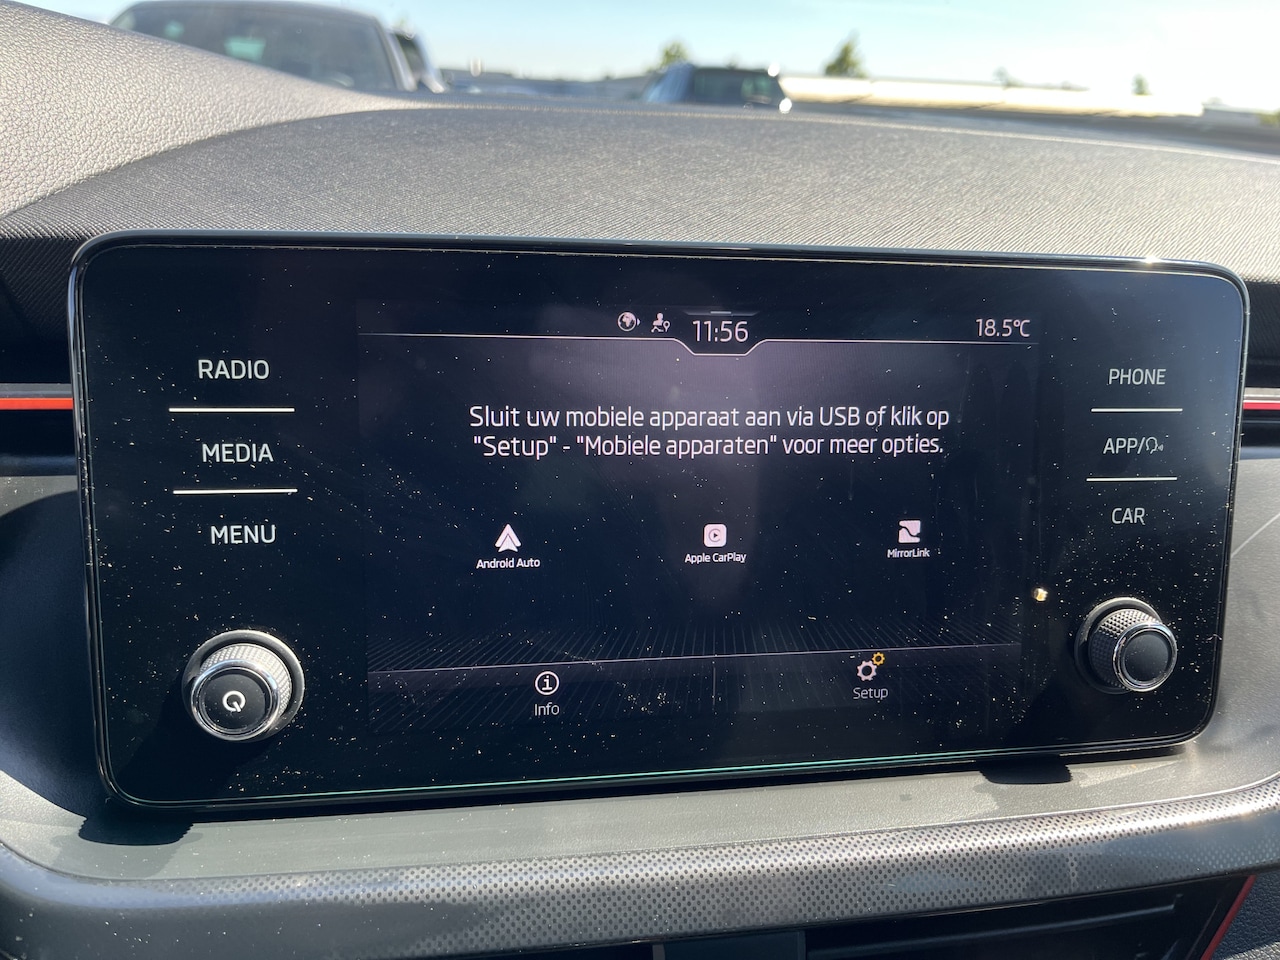 11:56
18.5°C
RADIO
MEDIA
MENU
Sluit uw mobiele apparaat aan via USB of klik op
"Setup" - "Mobiele apparaten" voor meer opties.
Android Auto
Apple CarPlay
MirrorLink
Info
Setup
PHONE
APP/
CAR